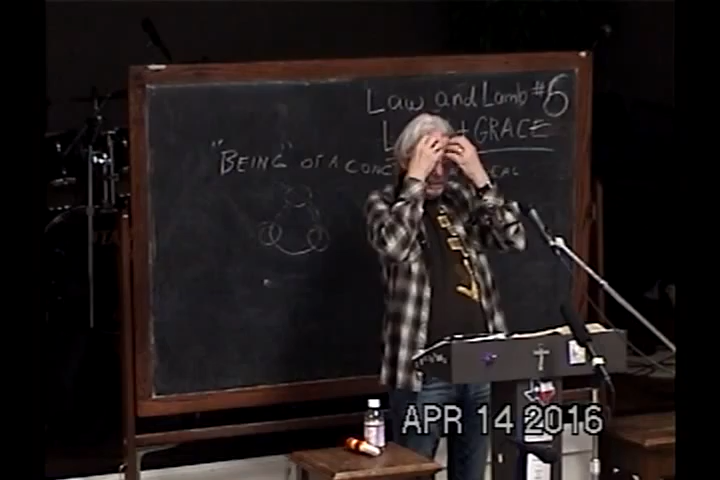 Law and Lamb #6
+ GRACE
"BEING" OF A CONC
EAL
APR 14 2016